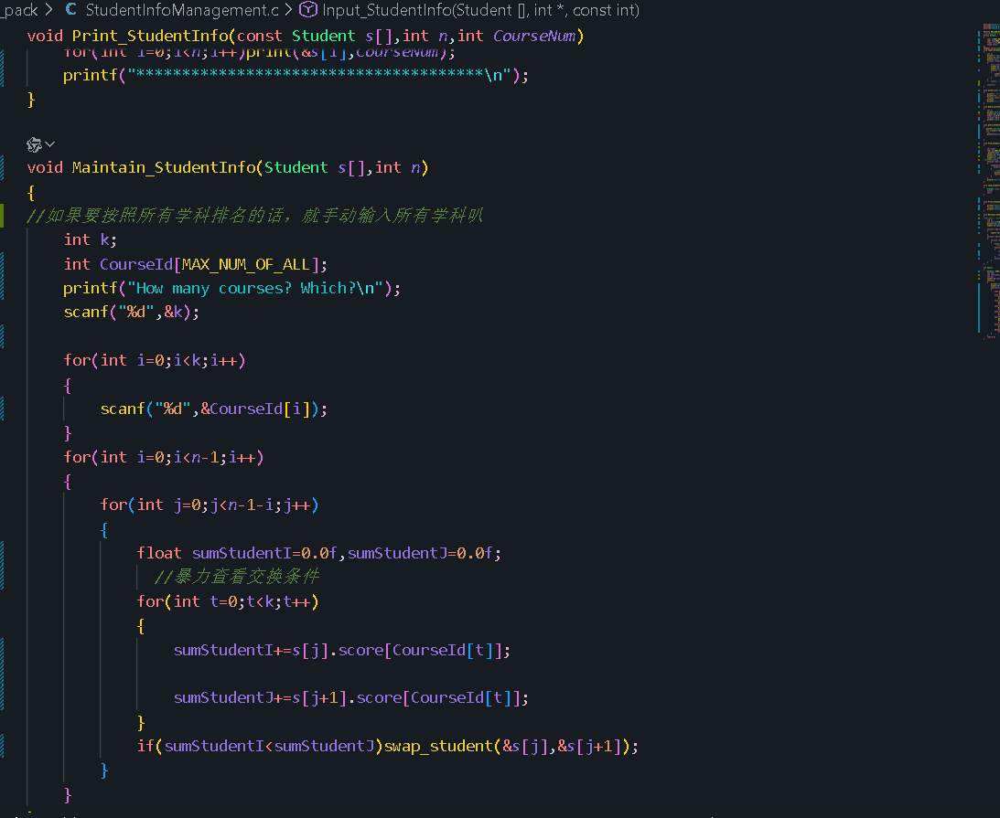 _pack > C StudentInfoManagement.c > Input_StudentInfo(Student [], int *, const int)
void Print_StudentInfo(const Student s[],int n,int CourseNum)
for(int i=0;i<n;i++)print(&s[i],CourseNum);
printf("**************************************\n");
}
void Maintain_StudentInfo(Student s[],int n)
{
//如果要按照所有学科排名的话，就手动输入所有学科叭
int k;
int CourseId[MAX_NUM_OF_ALL];
printf("How many courses? Which?\n");
scanf("%d",&k);
for(int i=0;i<k;i++)
{
scanf("%d",&CourseId[i]);
}
for(int i=0;i<n-1;i++)
{
for(int j=0;j<n-1-i;j++)
{
float sumStudentI=0.0f,sumStudentJ=0.0f;
//暴力查看交换条件
for(int t=0;t<k;t++)
{
sumStudentI+=s[j].score[CourseId[t]];
sumStudentJ+=s[j+1].score[CourseId[t]];
}
if(sumStudentI<sumStudentJ)swap_student(&s[j],&s[j+1]);
}
}